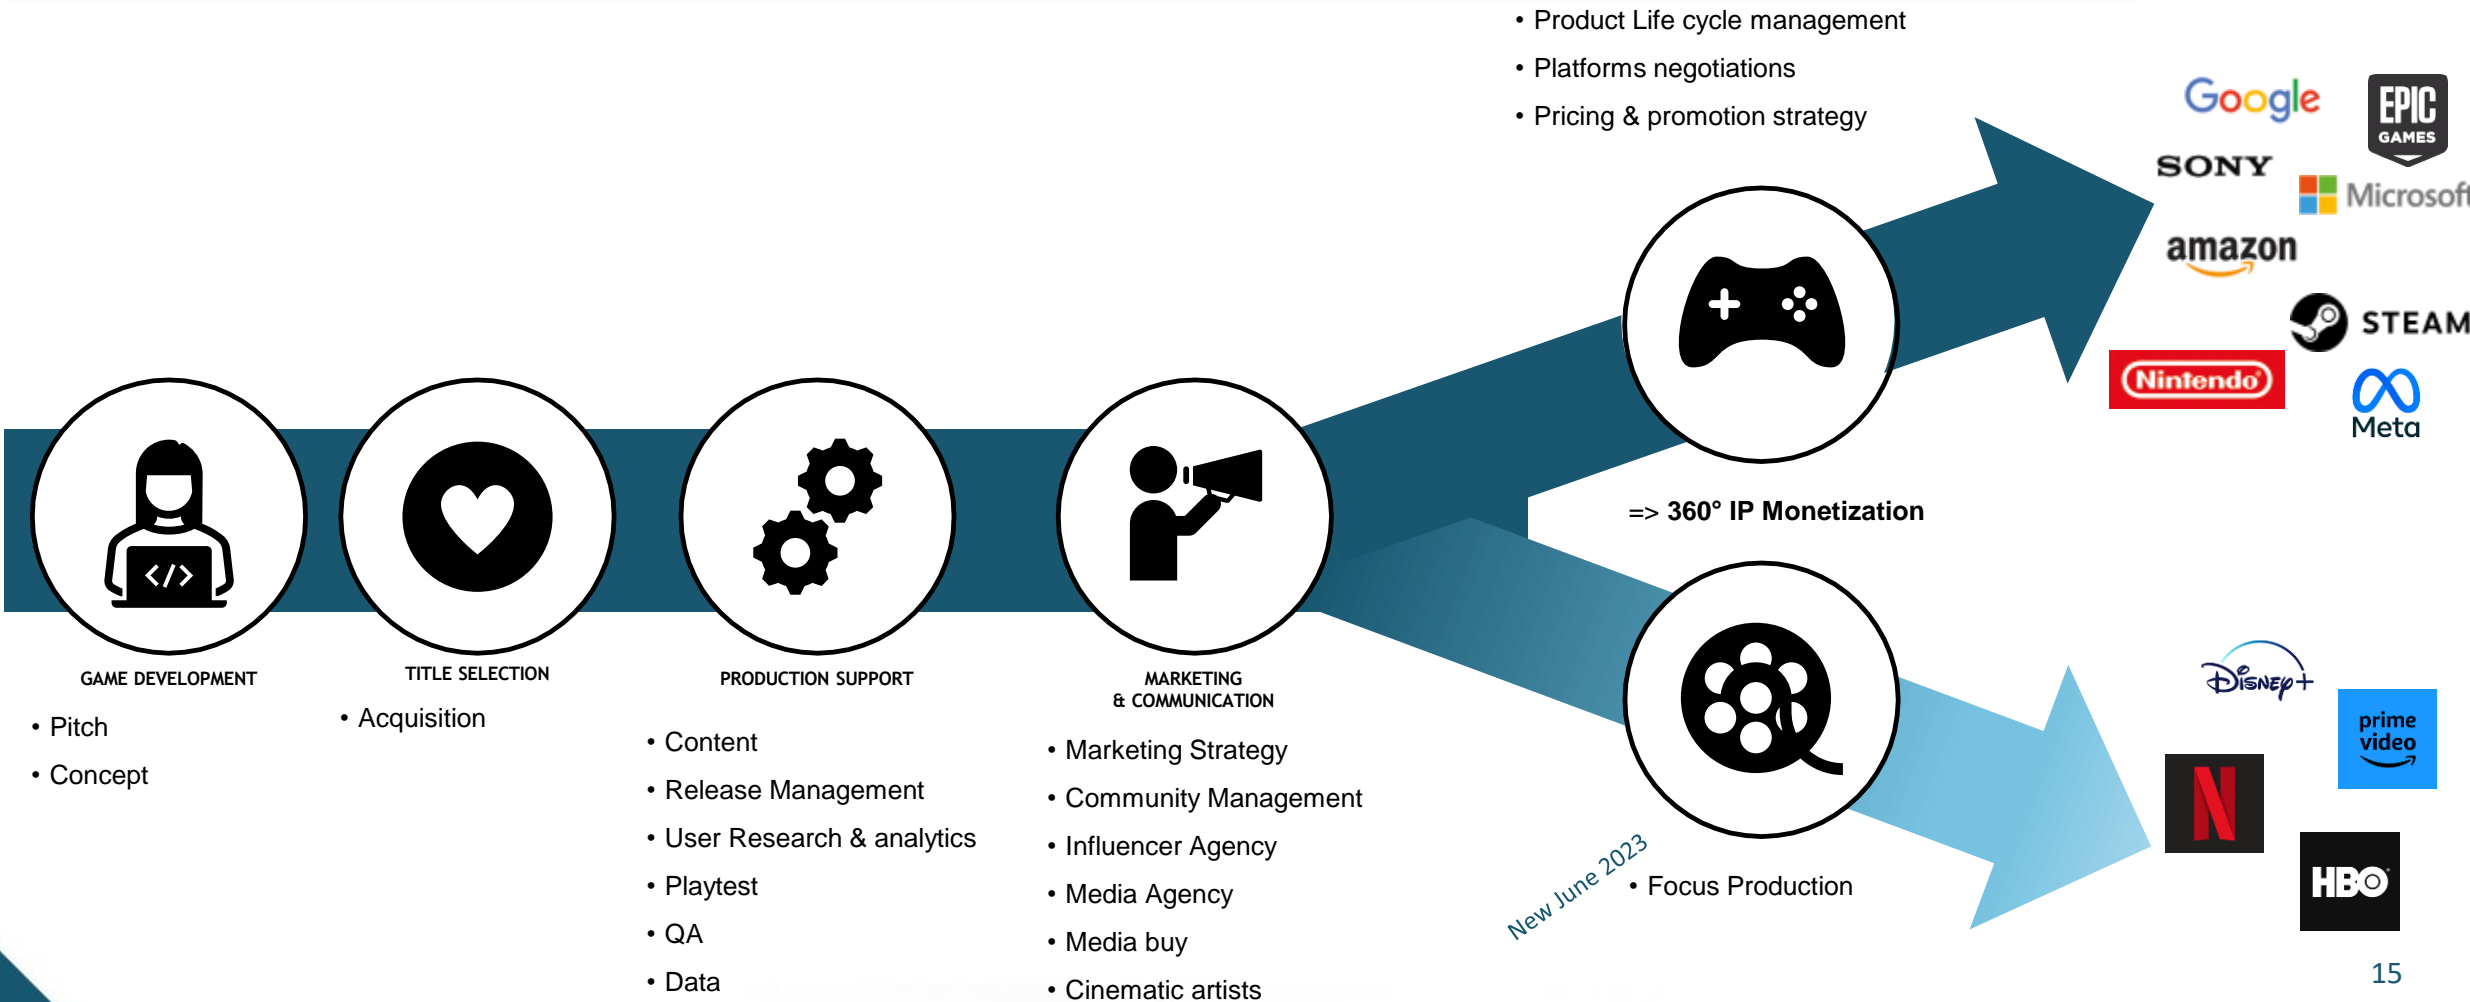 • Product Life cycle management
• Platforms negotiations
• Pricing & promotion strategy
Google
EPIC
GAMES
SONY
Microsoft
amazon
STEAM
Nintendo
Meta
</>
=> 360° IP Monetization
GAME DEVELOPMENT
• Pitch
• Concept
TITLE SELECTION
• Acquisition
PRODUCTION SUPPORT
• Content
• Release Management
• User Research & analytics
• Playtest
• QA
• Data
MARKETING
& COMMUNICATION
• Marketing Strategy
• Community Management
• Influencer Agency
• Media Agency
• Media buy
• Cinematic artists
New June 2023
• Focus Production
Disney+
prime
video
N
HBO
15